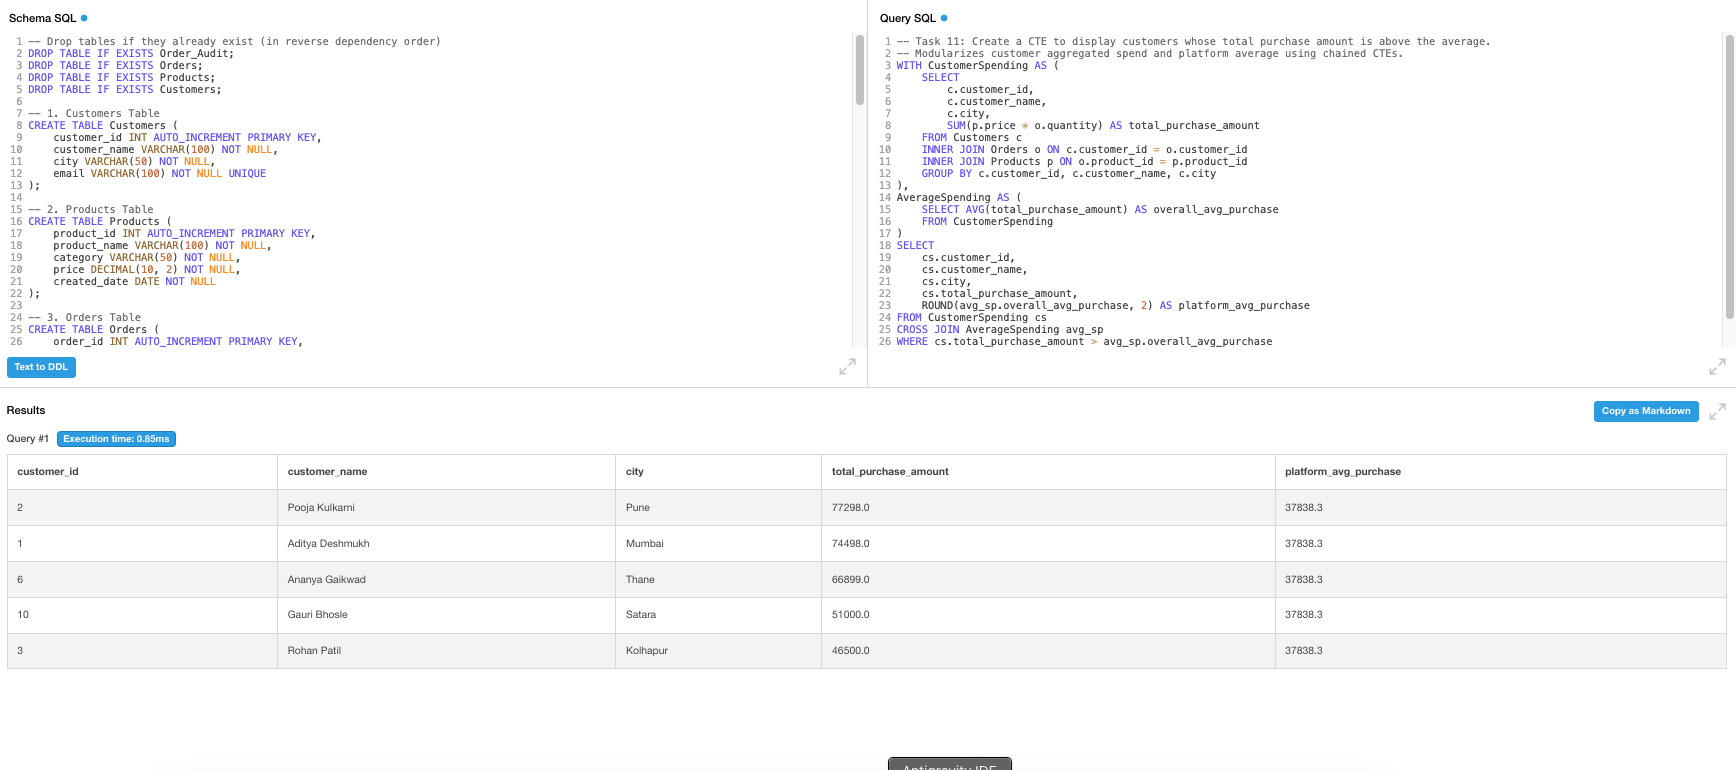 Schema SQL
1 -- Drop tables if they already exist (in reverse dependency order)
2 DROP TABLE IF EXISTS Order_Audit;
3 DROP TABLE IF EXISTS Orders;
4 DROP TABLE IF EXISTS Products;
5 DROP TABLE IF EXISTS Customers;
6
7 -- 1. Customers Table
8 CREATE TABLE Customers (
9     customer_id INT AUTO_INCREMENT PRIMARY KEY,
10     customer_name VARCHAR(100) NOT NULL,
11     city VARCHAR(50) NOT NULL,
12     email VARCHAR(100) NOT NULL UNIQUE
13 );
14
15 -- 2. Products Table
16 CREATE TABLE Products (
17     product_id INT AUTO_INCREMENT PRIMARY KEY,
18     product_name VARCHAR(100) NOT NULL,
19     category VARCHAR(50) NOT NULL,
20     price DECIMAL(10, 2) NOT NULL,
21     created_date DATE NOT NULL
22 );
23
24 -- 3. Orders Table
25 CREATE TABLE Orders (
26     order_id INT AUTO_INCREMENT PRIMARY KEY,
Text to DDL
Query SQL
1 -- Task 11: Create a CTE to display customers whose total purchase amount is above the average.
2 -- Modularizes customer aggregated spend and platform average using chained CTEs.
3 WITH CustomerSpending AS (
4     SELECT
5         c.customer_id,
6         c.customer_name,
7         c.city,
8         SUM(p.price * o.quantity) AS total_purchase_amount
9     FROM Customers c
10     INNER JOIN Orders o ON c.customer_id = o.customer_id
11     INNER JOIN Products p ON o.product_id = p.product_id
12     GROUP BY c.customer_id, c.customer_name, c.city
13 ),
14 AverageSpending AS (
15     SELECT AVG(total_purchase_amount) AS overall_avg_purchase
16     FROM CustomerSpending
17 )
18 SELECT
19     cs.customer_id,
20     cs.customer_name,
21     cs.city,
22     cs.total_purchase_amount,
23     ROUND(avg_sp.overall_avg_purchase, 2) AS platform_avg_purchase
24 FROM CustomerSpending cs
25 CROSS JOIN AverageSpending avg_sp
26 WHERE cs.total_purchase_amount > avg_sp.overall_avg_purchase
Results
Copy as Markdown
Query #1 Execution time: 0.85ms
customer_id customer_name city total_purchase_amount platform_avg_purchase
2 Pooja Kulkarni Pune 77298.0 37838.3
1 Aditya Deshmukh Mumbai 74498.0 37838.3
6 Ananya Gaikwad Thane 66899.0 37838.3
10 Gauri Bhosle Satara 51000.0 37838.3
3 Rohan Patil Kolhapur 46500.0 37838.3
Antigravity IDE